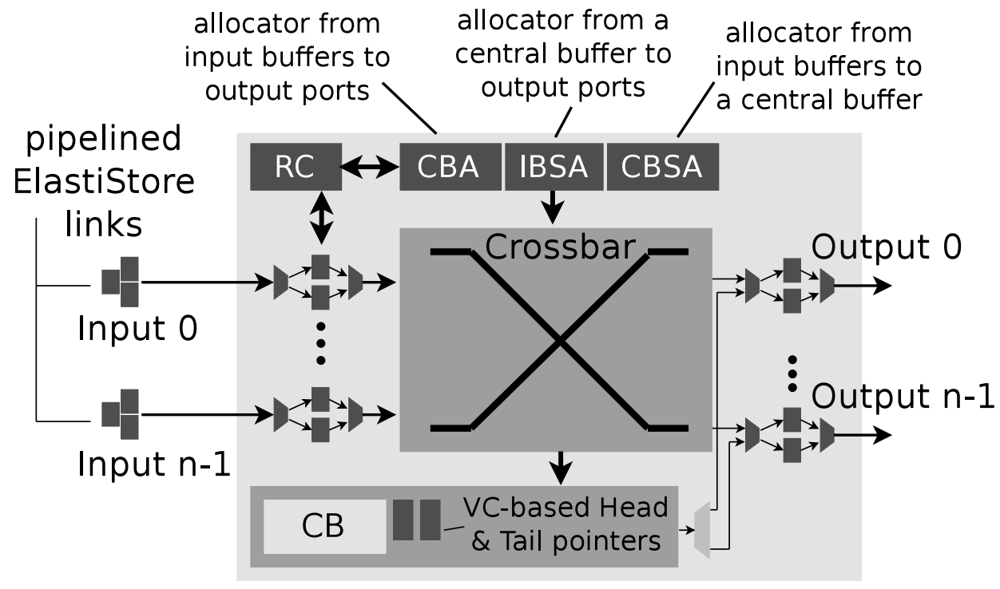 allocator from
input buffers to
output ports
allocator from a
central buffer to
output ports
allocator from
input buffers to
a central buffer
pipelined
ElastiStore
links
RC
CBA
IBSA
CBSA
Crossbar
Input 0
Output 0
Input n-1
Output n-1
CB
VC-based Head
& Tail pointers